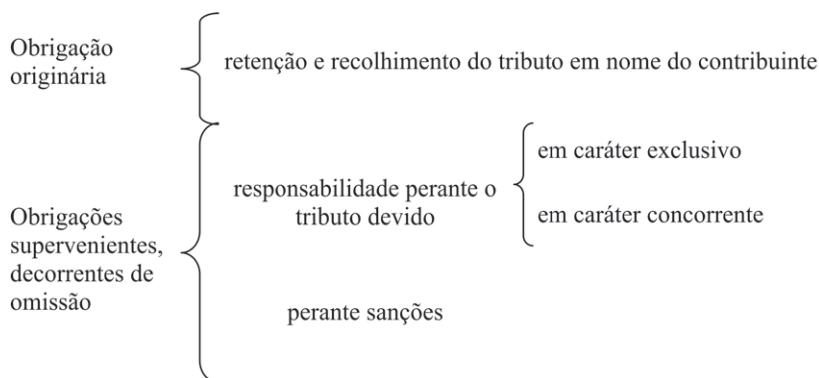 Obrigação
originária
retenção e recolhimento do tributo em nome do contribuinte
Obrigações
supervenientes,
decorrentes de
omissão
responsabilidade perante o
tributo devido
em caráter exclusivo
em caráter concorrente
perante sanções